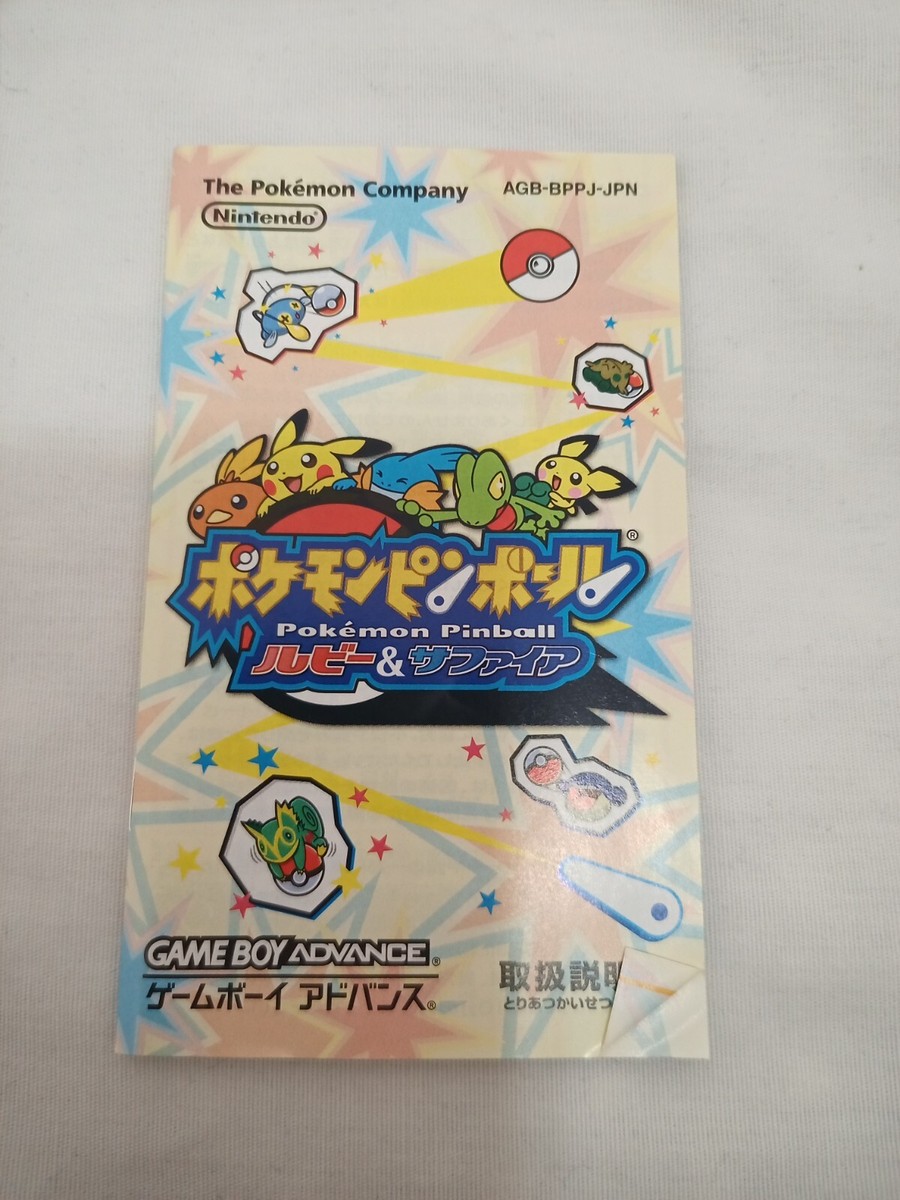 The Pokémon Company
AGB-BPPJ-JPN
Nintendo®
ポケモンピンボール®
Pokémon Pinball
ルビー&サファイア
GAME BOY ADVANCE®
ゲームボーイ アドバンス®
取扱説明
とりあつかいせつ